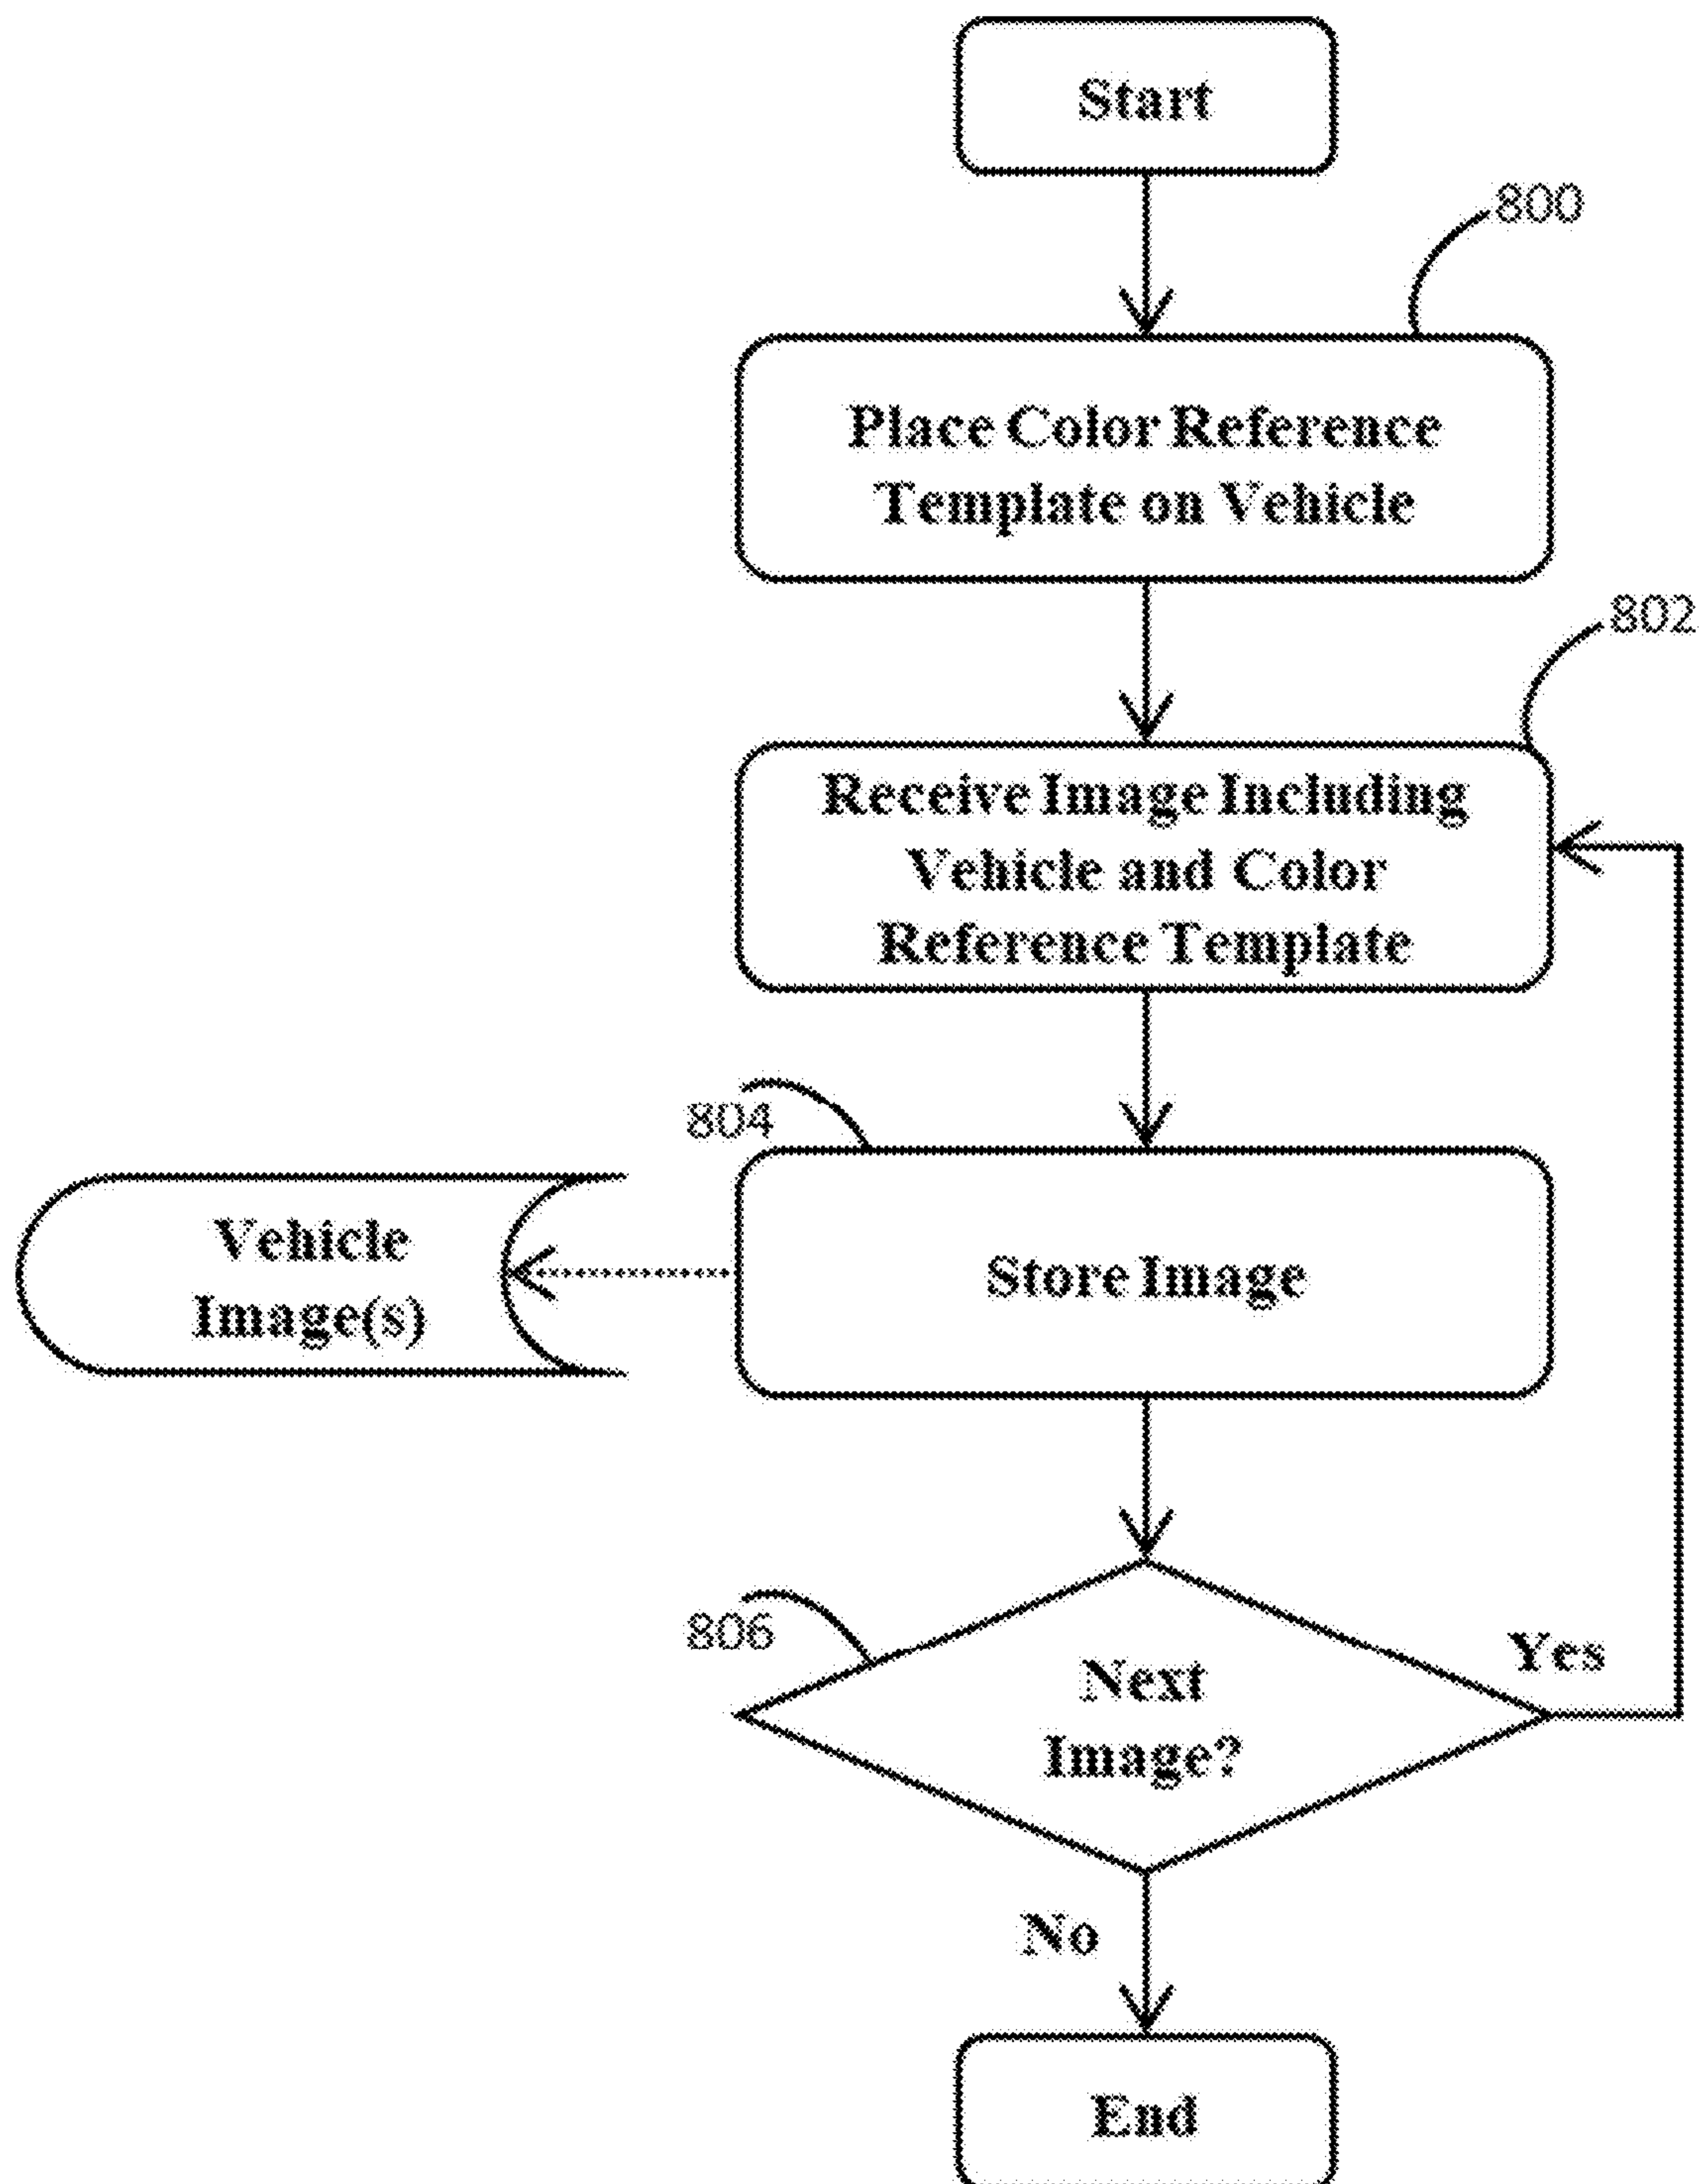 Start
800
Place Color Reference
Template on Vehicle
802
Receive Image Including
Vehicle and Color
Reference Template
804
Vehicle
Image(s)
Store Image
806
Next
Image?
Yes
No
End